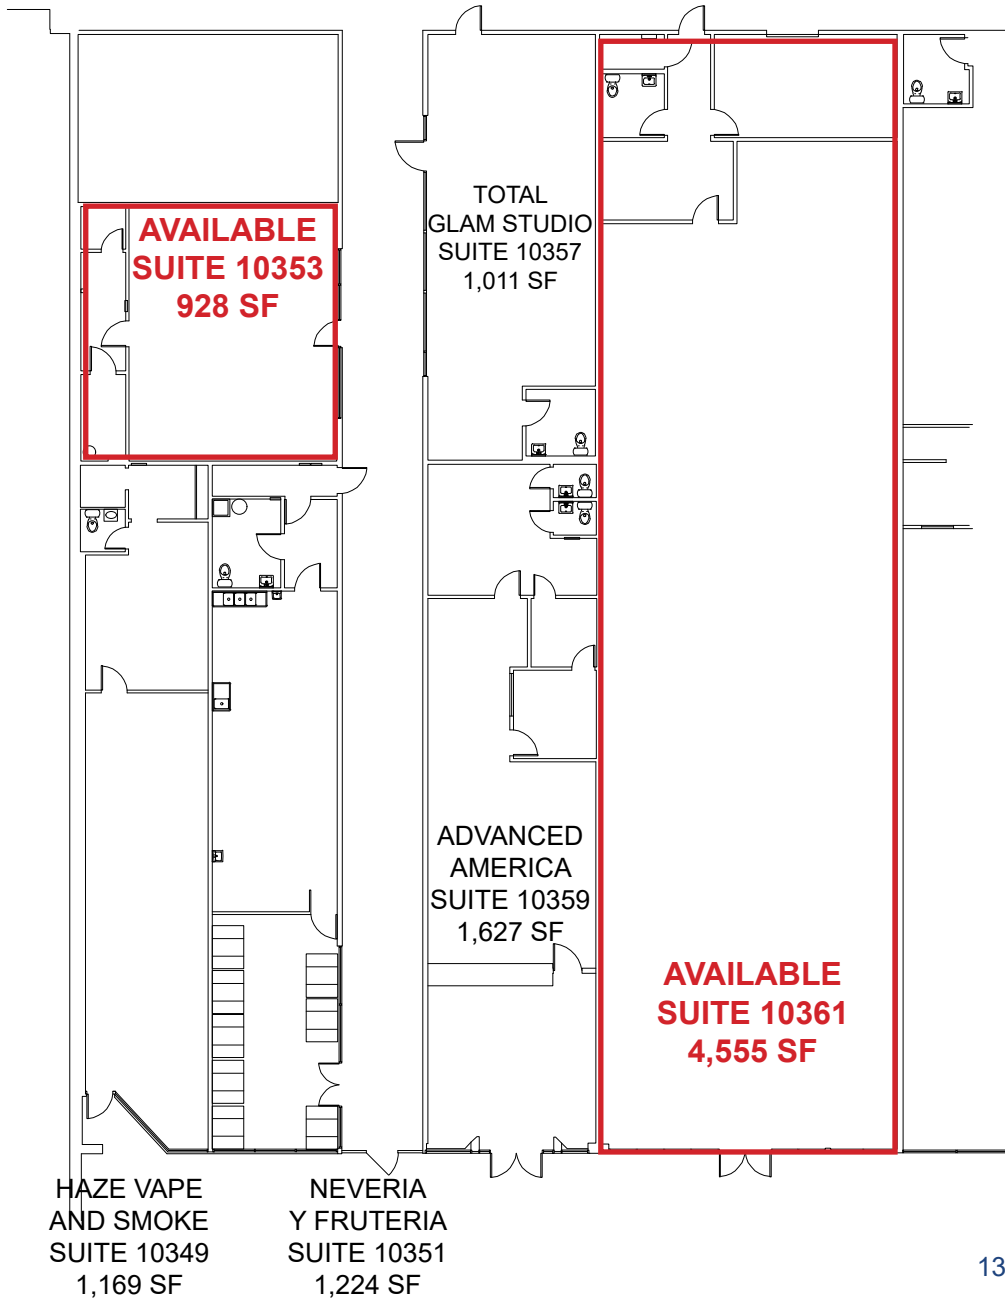 TOTAL
GLAM STUDIO
SUITE 10357
1,011 SF
AVAILABLE
SUITE 10353
928 SF
ADVANCED
AMERICA
SUITE 10359
1,627 SF
AVAILABLE
SUITE 10361
4,555 SF
HAZE VAPE
AND SMOKE
SUITE 10349
1,169 SF
NEVERIA
Y FRUTERIA
SUITE 10351
1,224 SF
13